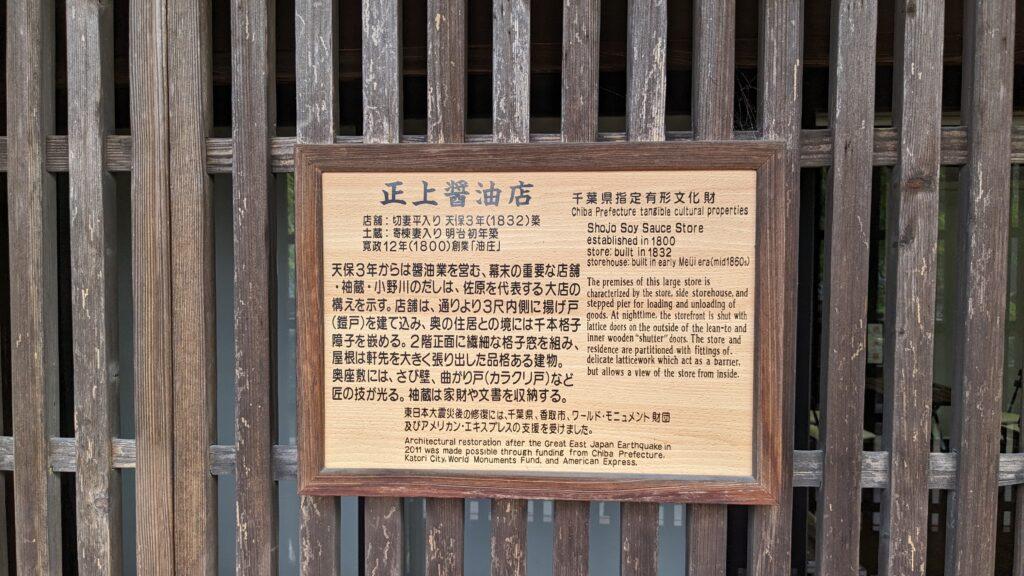 正上醤油店
店舗：切妻平入り 天保3年(1832)築
土蔵：寄棟妻入り 明治初年築
寛政12年(1800)創業「油庄」
千葉県指定有形文化財
Chiba Prefecture tangible cultural properties
ShoJo Soy Sauce Store
established in 1800
store: built in 1832
storehouse: built in early Meiji era(mid1860s)
天保3年からは醤油業を営む、幕末の重要な店舗
・袖蔵・小野川のだしは、佐原を代表する大店の
構えを示す。店舗は、通りより3尺内側に揚げ戸
(鎧戸)を建て込み、奥の住居との境には千本格子
障子を嵌める。2階正面に繊細な格子窓を組み、
屋根は軒先を大きく張り出した品格ある建物。
奥座敷には、さび壁、曲がり戸(カラクリ戸)など
匠の技が光る。袖蔵は家財や文書を収納する。
The premises of this large store is
characterized by the store, side storehouse, and
stepped pier for loading and unloading of
goods. At nighttime, the storefront is shut with
lattice doors on the outside of the lean-to and
inner wooden "shutter" doors. The store and
residence are partitioned with fittings of
delicate latticework which act as a barrier,
but allows a view of the store from inside.
東日本大震災後の修復には、千葉県、香取市、ワールド・モニュメント財団
及びアメリカン・エキスプレスの支援を受けました。
Architectural restoration after the Great East Japan Earthquake in
2011 was made possible through funding from Chiba Prefecture,
Katori City, World Monuments Fund, and American Express.